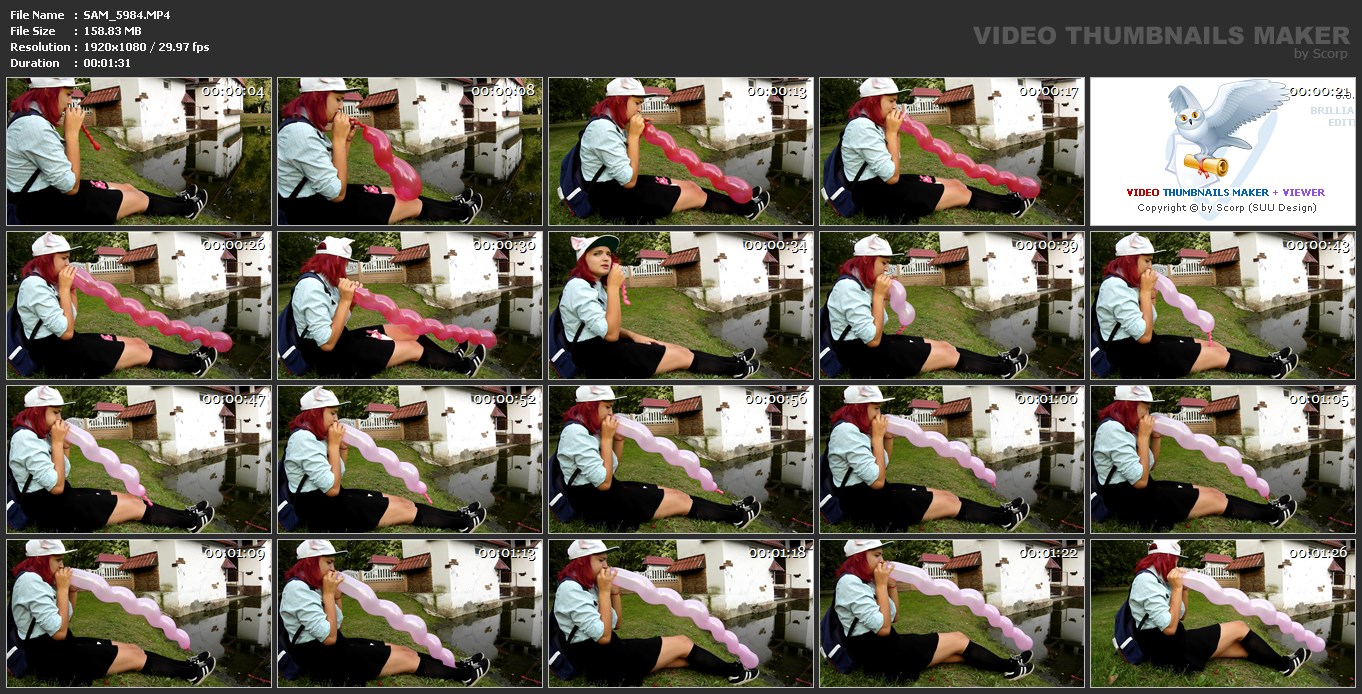 File Name : SAM_5984.MP4
File Size : 158.83 MB
Resolution : 1920x1080 / 29.97 fps
Duration : 00:01:31
VIDEO THUMBNAILS MAKER
by Scorp
00:00:04
00:00:08
00:00:13
00:00:17
00:00:21
BRILLIA
EDIT
VIDEO THUMBNAILS MAKER + VIEWER
Copyright © by Scorp (SUU Design)
00:00:26
00:00:30
00:00:34
00:00:39
00:00:43
00:00:47
00:00:52
00:00:56
00:01:00
00:01:05
00:01:09
00:01:13
00:01:18
00:01:22
00:01:26